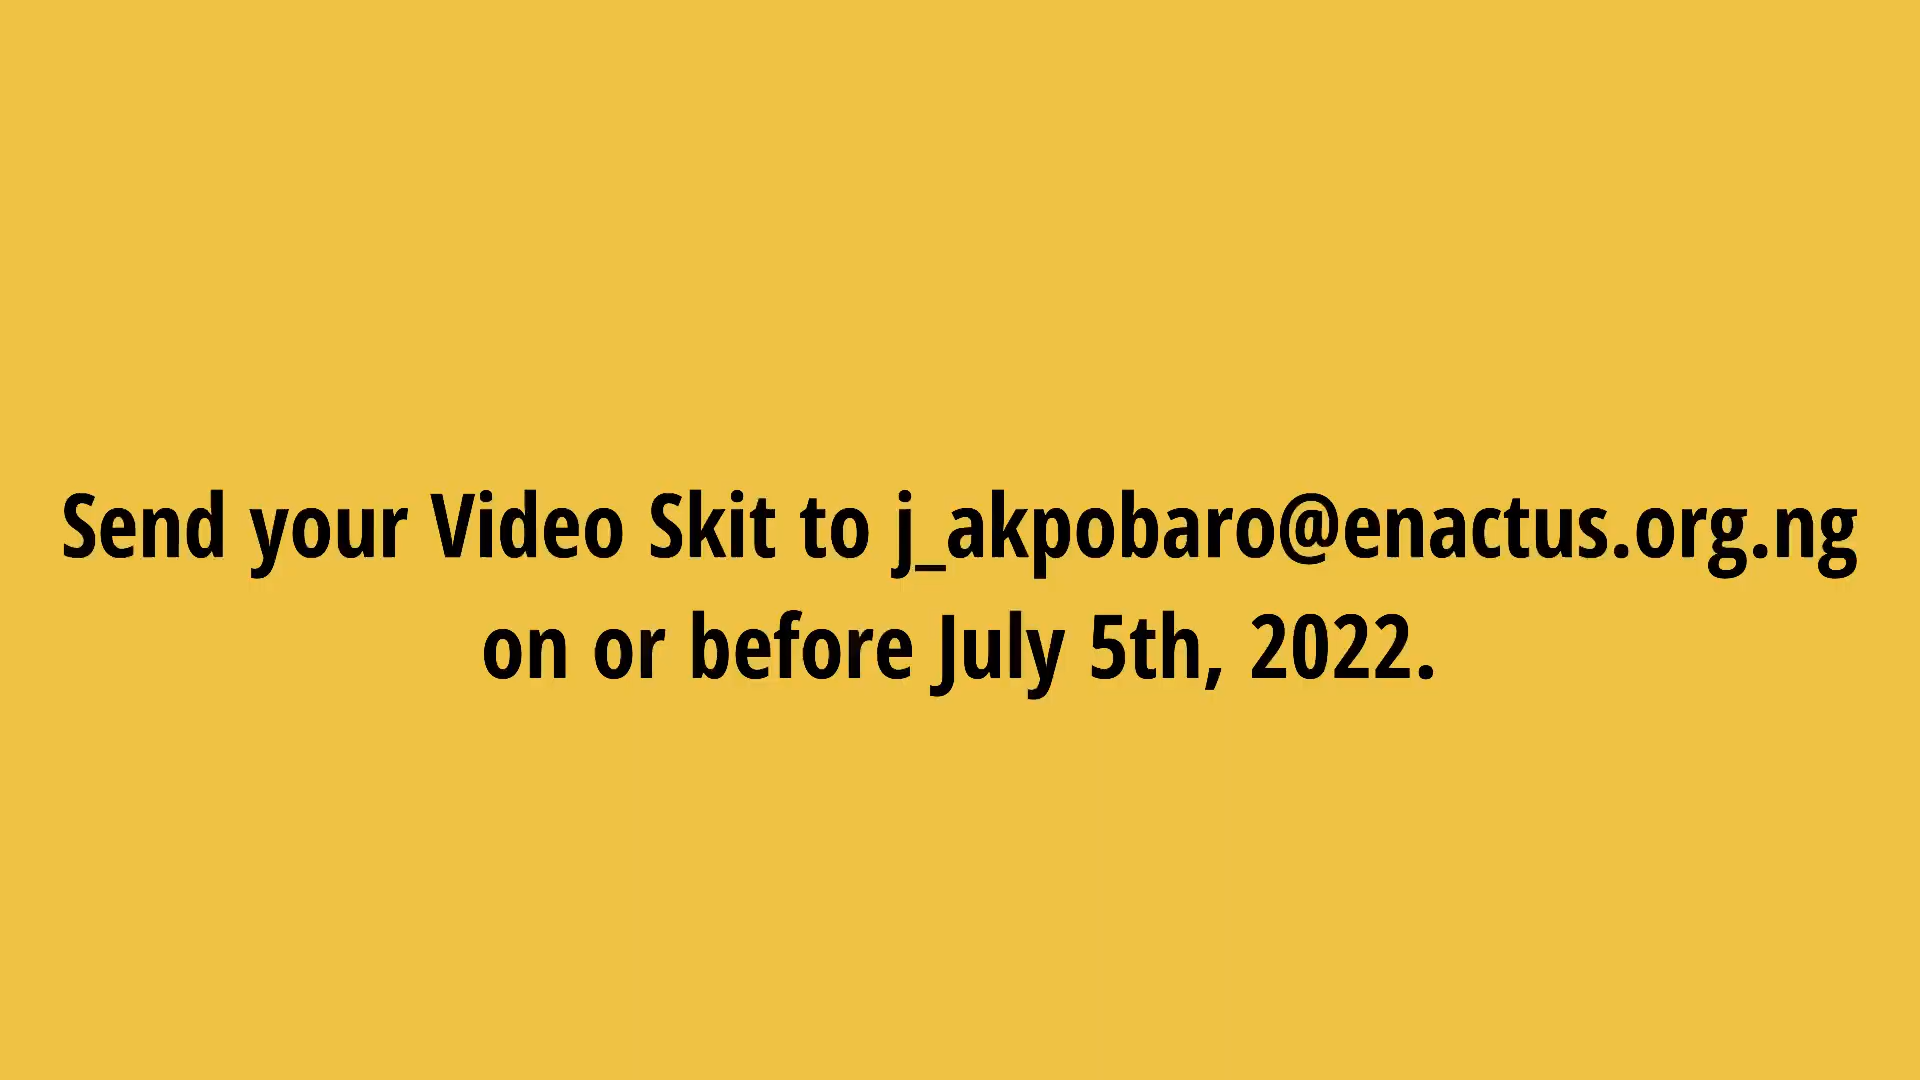 Send your Video Skit to j_akpobaro@enactus.org.ng
on or before July 5th, 2022.